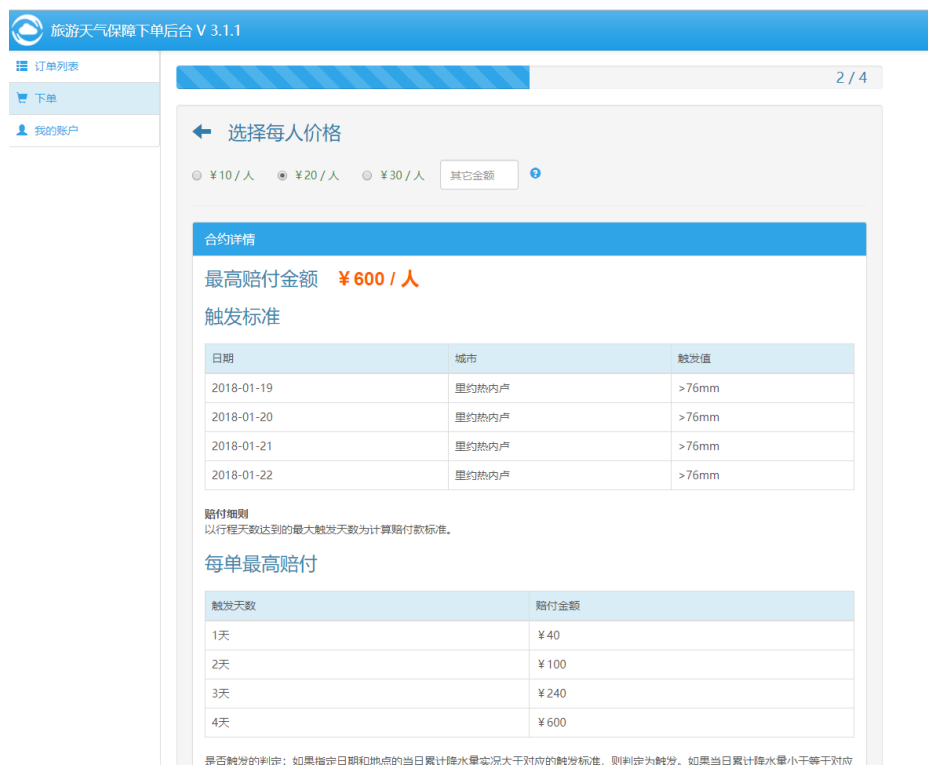 旅游天气保障下单后台 V 3.1.1
订单列表
2 / 4
下单
我的账户
选择每人价格
¥10 / 人 ¥20 / 人 ¥30 / 人 其它金额
合约详情
最高赔付金额 ¥600 / 人
触发标准
日期 城市 触发值
2018-01-19 里约热内卢 >76mm
2018-01-20 里约热内卢 >76mm
2018-01-21 里约热内卢 >76mm
2018-01-22 里约热内卢 >76mm
赔付细则
以行程天数达到的最大触发天数为计算赔付款标准。
每单最高赔付
触发天数 赔付金额
1天 ¥40
2天 ¥100
3天 ¥240
4天 ¥600
是否触发的判定：如果指定日期和地点的当日累计降水量实况大于对应的触发标准，则判定为触发。如果当日累计降水量小于等于对应